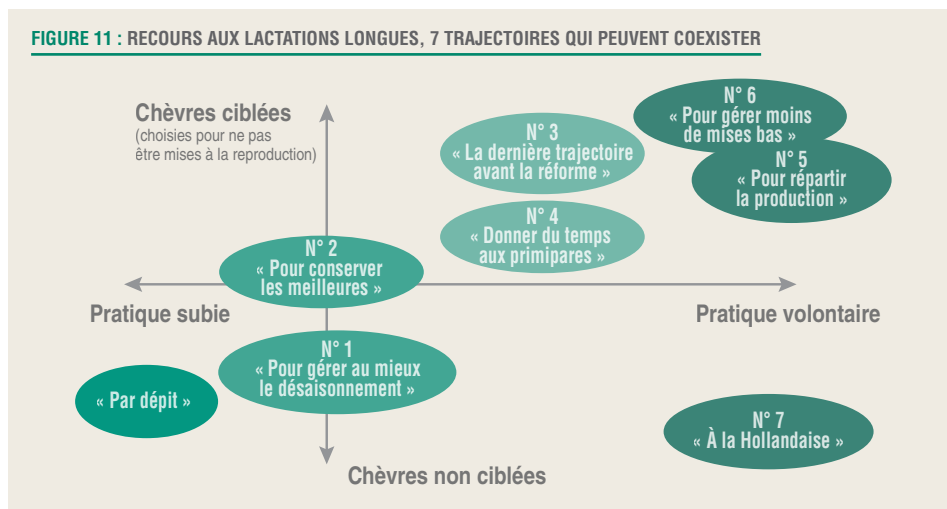 FIGURE 11 : RECOURS AUX LACTATIONS LONGUES, 7 TRAJECTOIRES QUI PEUVENT COEXISTER
Chèvres ciblées
(choisies pour ne pas
être mises à la reproduction)
N° 6
« Pour gérer moins
de mises bas »
N° 3
« La dernière trajectoire
avant la réforme »
N° 5
« Pour répartir
la production »
N° 4
« Donner du temps
aux primipares »
N° 2
« Pour conserver
les meilleures »
Pratique subie
Pratique volontaire
N° 1
« Pour gérer au mieux
le désaisonnement »
« Par dépit »
N° 7
« À la Hollandaise »
Chèvres non ciblées